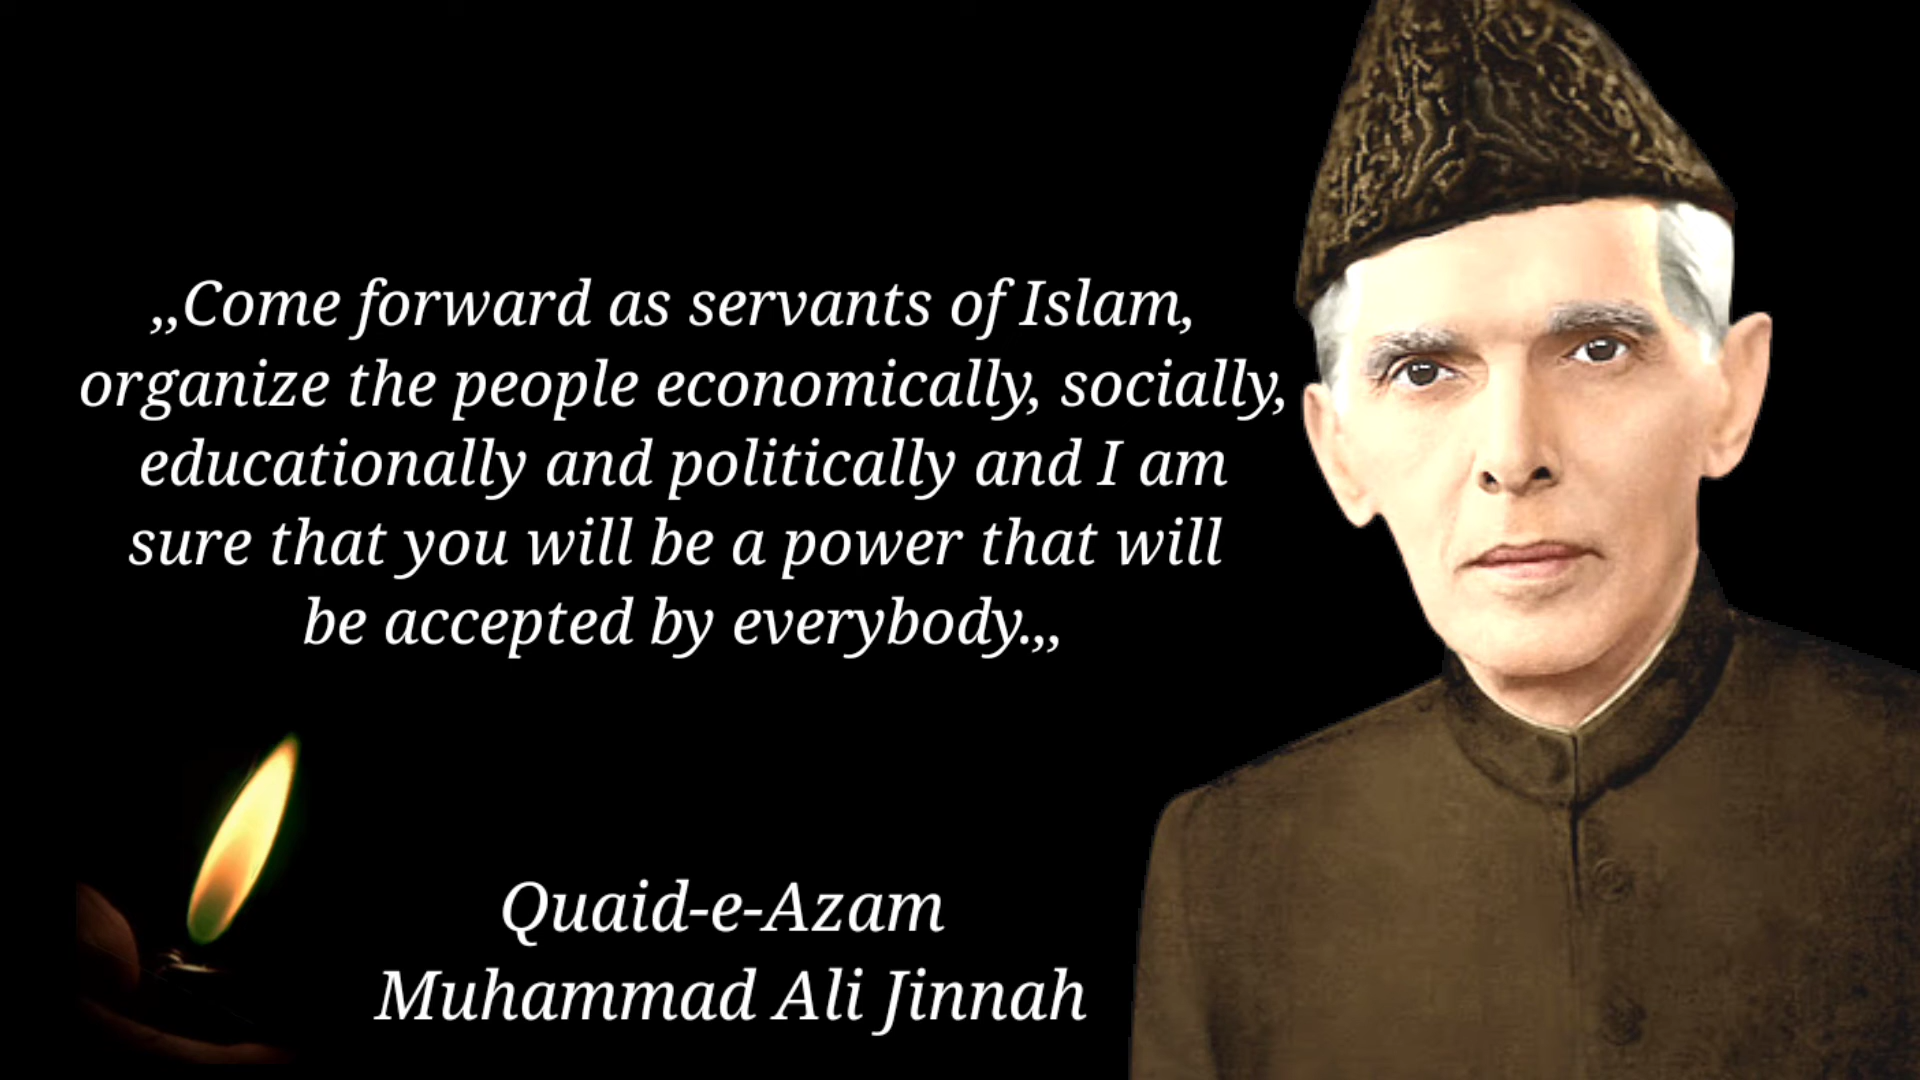 ,,Come forward as servants of Islam,
organize the people economically, socially,
educationally and politically and I am
sure that you will be a power that will
be accepted by everybody.,,
Quaid-e-Azam
Muhammad Ali Jinnah